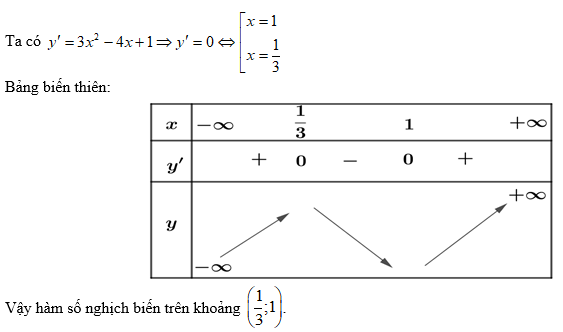 Ta có y' = 3x² − 4x + 1 ⇒ y' = 0 ⇔ [ x = 1
x = 1/3
Bảng biến thiên:
x −∞ 1/3 1 +∞
y' + 0 − 0 +
+∞
y
−∞
Vậy hàm số nghịch biến trên khoảng (1/3;1).